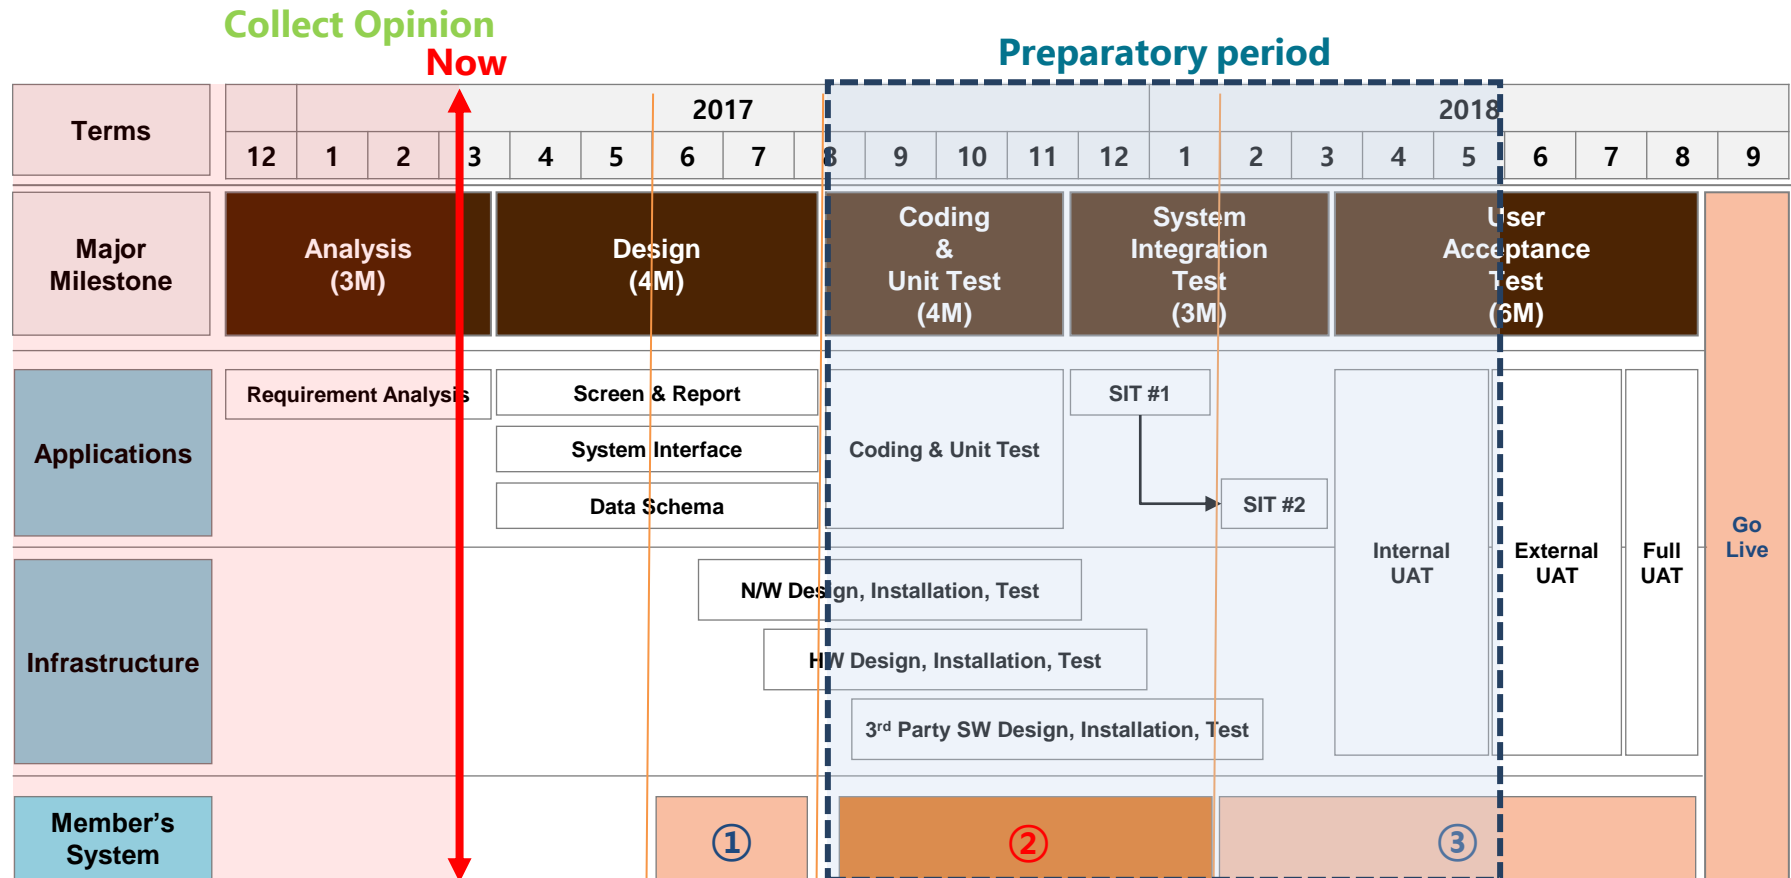 Collect Opinion
Now
Preparatory period
Terms
2017
2018
12 1 2 3 4 5 6 7 8 9 10 11 12 1 2 3 4 5 6 7 8 9
Major
Milestone
Analysis
(3M)
Design
(4M)
Coding
&
Unit Test
(4M)
System
Integration
Test
(3M)
User
Acceptance
Test
(6M)
Applications
Requirement Analysis
Screen & Report
System Interface
Data Schema
Coding & Unit Test
SIT #1
SIT #2
Internal
UAT
External
UAT
Full
UAT
Go
Live
Infrastructure
N/W Design, Installation, Test
HW Design, Installation, Test
3rd Party SW Design, Installation, Test
Member’s
System
①
②
③